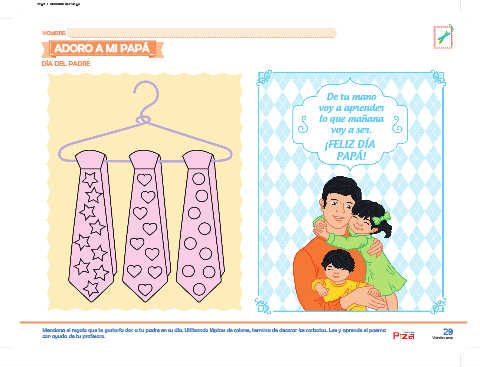 NOMBRE
ADORO A MI PAPÁ
DÍA DEL PADRE
De tu mano
voy a aprender
lo que mañana
voy a ser.
¡FELIZ DÍA
PAPÁ!
Menciona el regalo que te gustaría dar a tu padre en su día. Utilizando lápices de colores, termina de decorar las corbatas. Lee y aprende el poema
con ayuda de tu profesora.
29